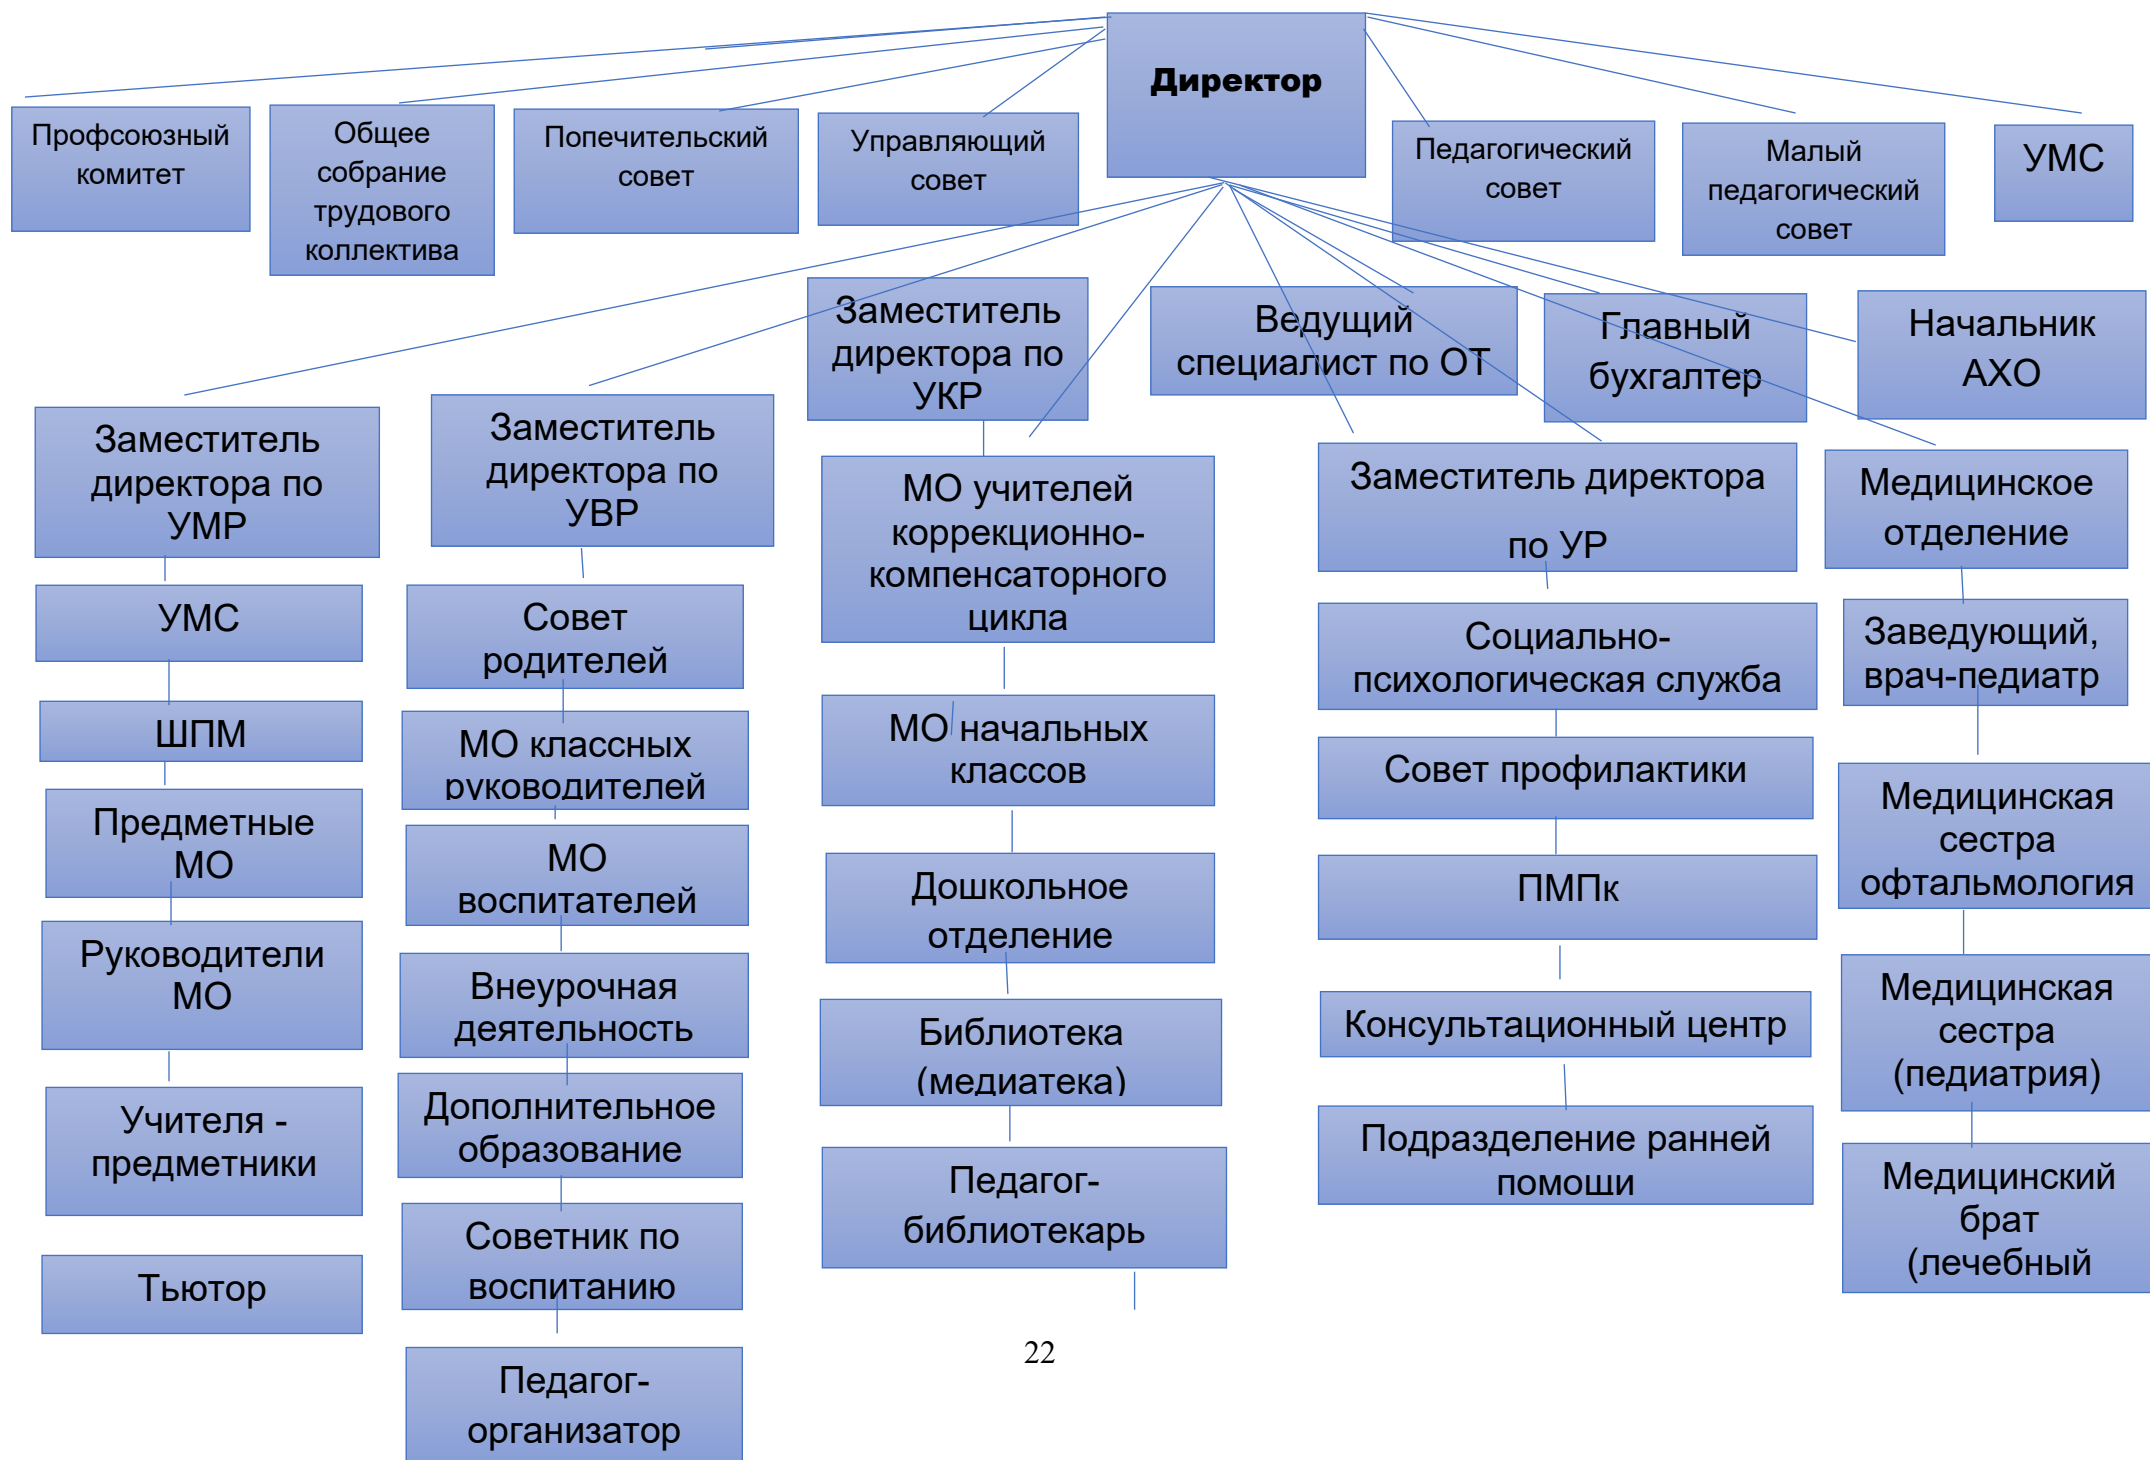 Директор
Профсоюзный
комитет
Общее
собрание
трудового
коллектива
Попечительский
совет
Управляющий
совет
Педагогический
совет
Малый
педагогический
совет
УМС
Заместитель
директора по
УКР
Ведущий
специалист по ОТ
Главный
бухгалтер
Начальник
АХО
Заместитель
директора по
УМР
УМС
ШПМ
Предметные
МО
Руководители
МО
Учителя -
предметники
Тьютор
Заместитель
директора по
УВР
Совет
родителей
МО классных
руководителей
МО
воспитателей
Внеурочная
деятельность
Дополнительное
образование
Советник по
воспитанию
Педагог-
организатор
МО учителей
коррекционно-
компенсаторного
цикла
МО начальных
классов
Дошкольное
отделение
Библиотека
(медиатека)
Педагог-
библиотекарь
Заместитель директора
по УР
Социально-
психологическая служба
Совет профилактики
ПМПк
Консультационный центр
Подразделение ранней
помощи
Медицинское
отделение
Заведующий,
врач-педиатр
Медицинская
сестра
офтальмология
Медицинская
сестра
(педиатрия)
Медицинский
брат
(лечебный
22